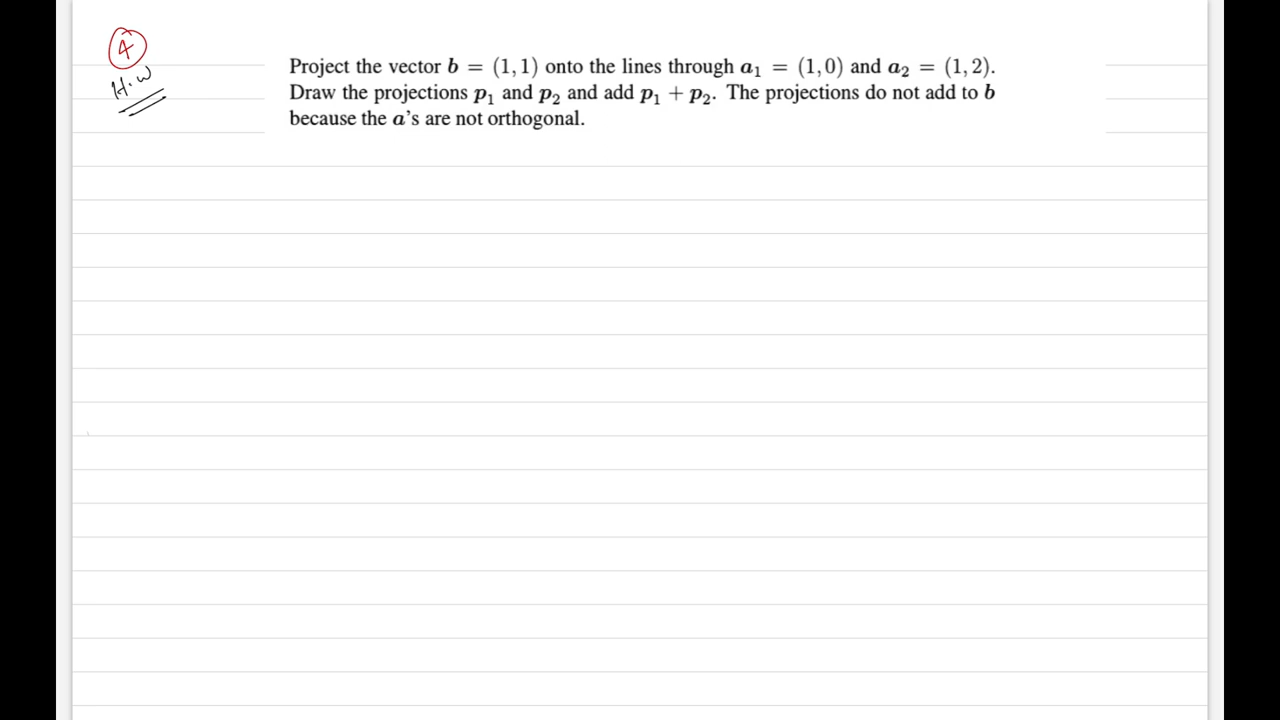 4
H.W
Project the vector b = (1, 1) onto the lines through a₁ = (1, 0) and a₂ = (1, 2).
Draw the projections p₁ and p₂ and add p₁ + p₂. The projections do not add to b
because the a's are not orthogonal.